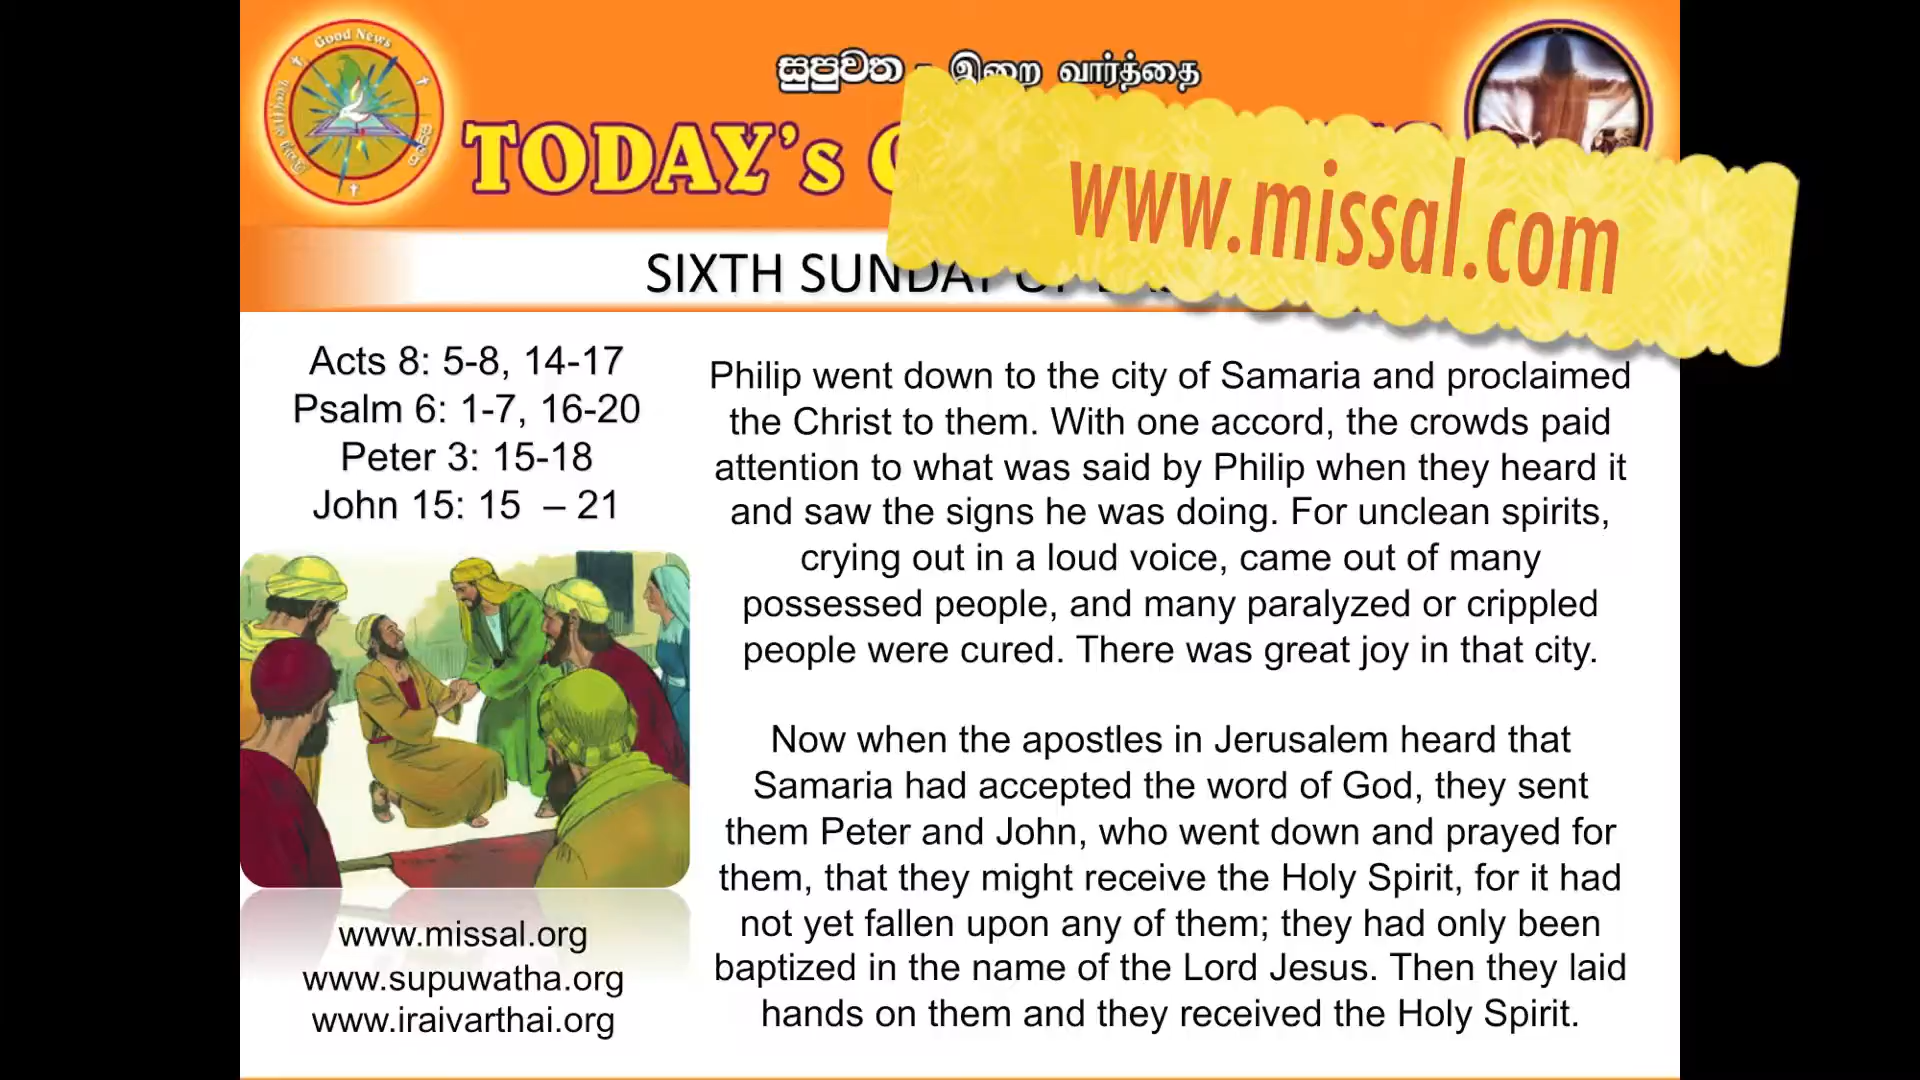 Good News
සුපුවත - இறை வார்த்தை
TODAY's
www.missal.com
SIXTH SUNDAY OF
Acts 8: 5-8, 14-17
Psalm 6: 1-7, 16-20
Peter 3: 15-18
John 15: 15 – 21
Philip went down to the city of Samaria and proclaimed
the Christ to them. With one accord, the crowds paid
attention to what was said by Philip when they heard it
and saw the signs he was doing. For unclean spirits,
crying out in a loud voice, came out of many
possessed people, and many paralyzed or crippled
people were cured. There was great joy in that city.
Now when the apostles in Jerusalem heard that
Samaria had accepted the word of God, they sent
them Peter and John, who went down and prayed for
them, that they might receive the Holy Spirit, for it had
not yet fallen upon any of them; they had only been
baptized in the name of the Lord Jesus. Then they laid
hands on them and they received the Holy Spirit.
www.missal.org
www.supuwatha.org
www.iraivarthai.org